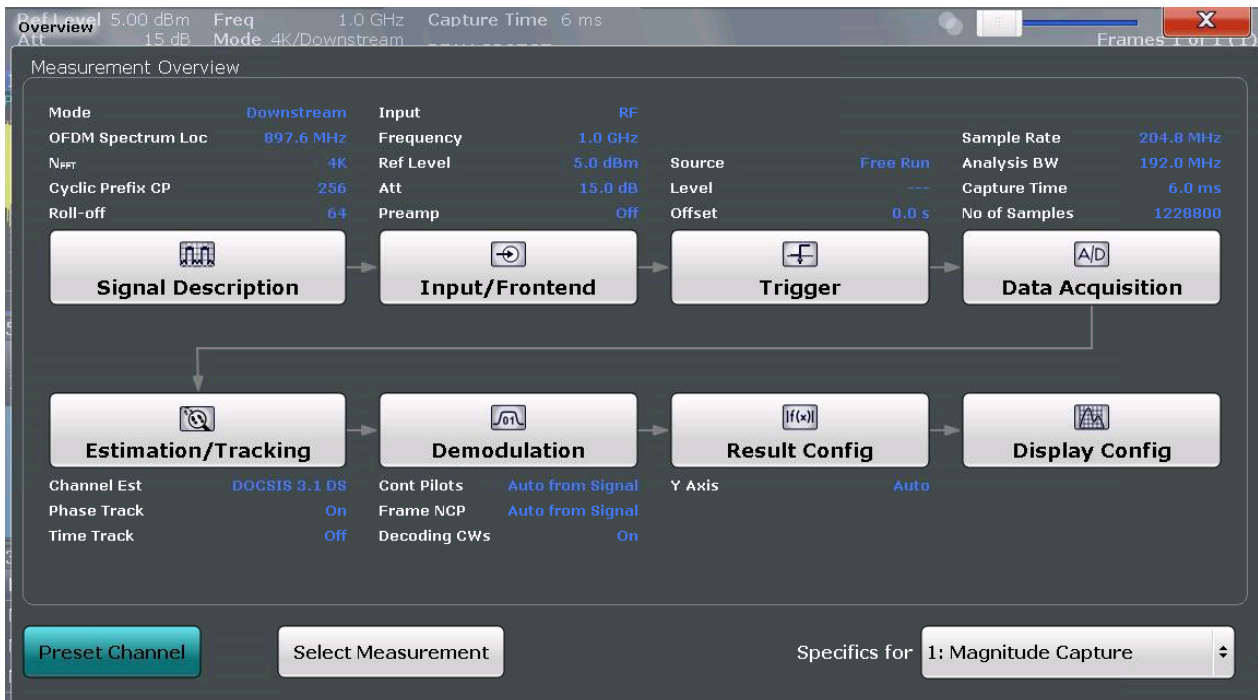 Ref Level 5.00 dBm Freq 1.0 GHz Capture Time 6 ms
Overview
Att 15 dB Mode 4K/Downstream
Frames 1 of 1 (1)
X
Measurement Overview
Mode Downstream Input RF
OFDM Spectrum Loc 897.6 MHz Frequency 1.0 GHz Sample Rate 204.8 MHz
NFFT 4K Ref Level 5.0 dBm Source Free Run Analysis BW 192.0 MHz
Cyclic Prefix CP 256 Att 15.0 dB Level --- Capture Time 6.0 ms
Roll-off 64 Preamp Off Offset 0.0 s No of Samples 1228800
A/D
Signal Description Input/Frontend Trigger Data Acquisition
01 |f(x)|
Estimation/Tracking Demodulation Result Config Display Config
Channel Est DOCSIS 3.1 DS Cont Pilots Auto from Signal Y Axis Auto
Phase Track On Frame NCP Auto from Signal
Time Track Off Decoding CWs On
Preset Channel Select Measurement Specifics for 1: Magnitude Capture